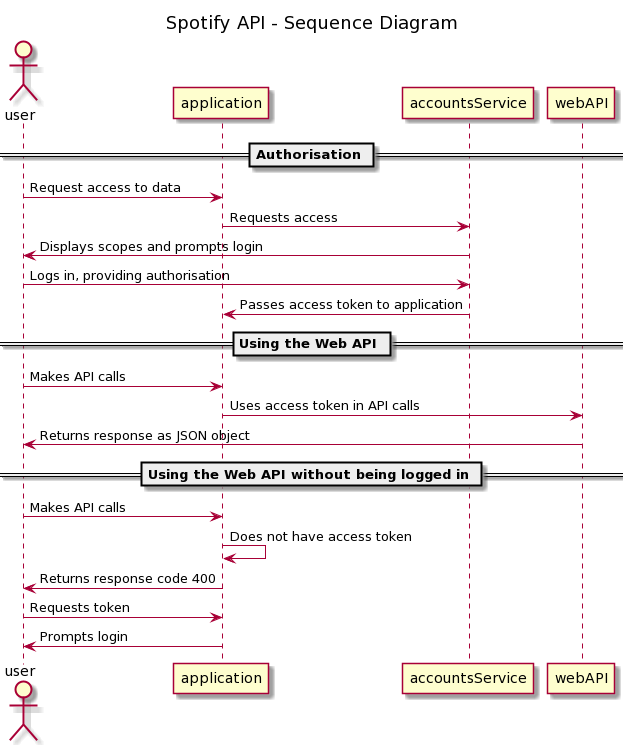 Spotify API - Sequence Diagram
user
application
accountsService
webAPI
Authorisation
Request access to data
Requests access
Displays scopes and prompts login
Logs in, providing authorisation
Passes access token to application
Using the Web API
Makes API calls
Uses access token in API calls
Returns response as JSON object
Using the Web API without being logged in
Makes API calls
Does not have access token
Returns response code 400
Requests token
Prompts login
user
application
accountsService
webAPI